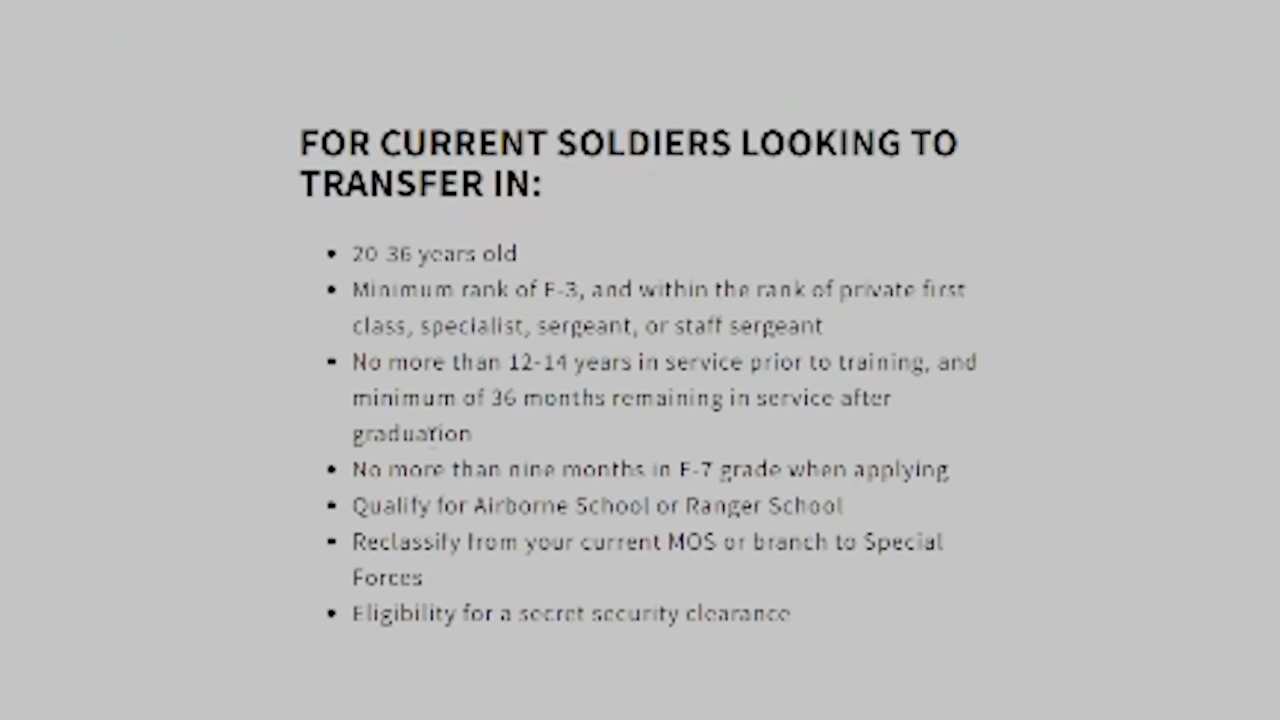 FOR CURRENT SOLDIERS LOOKING TO
TRANSFER IN:
20-36 years old
Minimum rank of E-3, and within the rank of private first
class, specialist, sergeant, or staff sergeant
No more than 12-14 years in service prior to training, and
minimum of 36 months remaining in service after
graduation
No more than nine months in E-7 grade when applying
Qualify for Airborne School or Ranger School
Reclassify from your current MOS or branch to Special
Forces
Eligibility for a secret security clearance